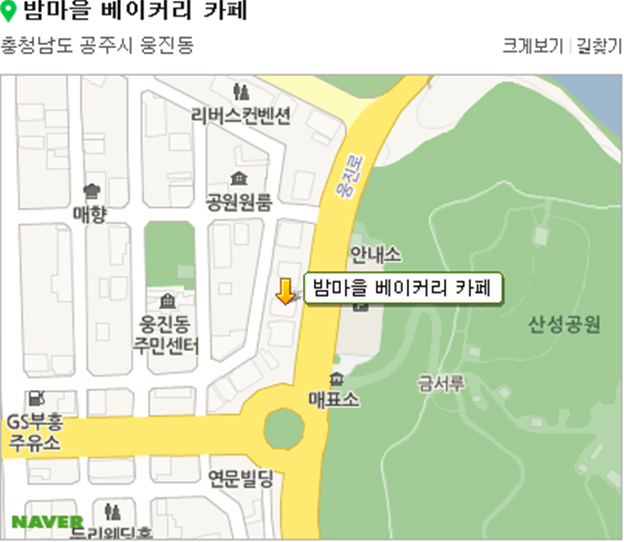 밤마을 베이커리 카페
충청남도 공주시 웅진동
크게보기 | 길찾기
리버스컨벤션
웅진로
매향
공원원룸
안내소
밤마을 베이커리 카페
P
웅진동
주민센터
산성공원
금서루
매표소
GS부흥
주유소
연문빌딩
NAVER
두리웨딩홀